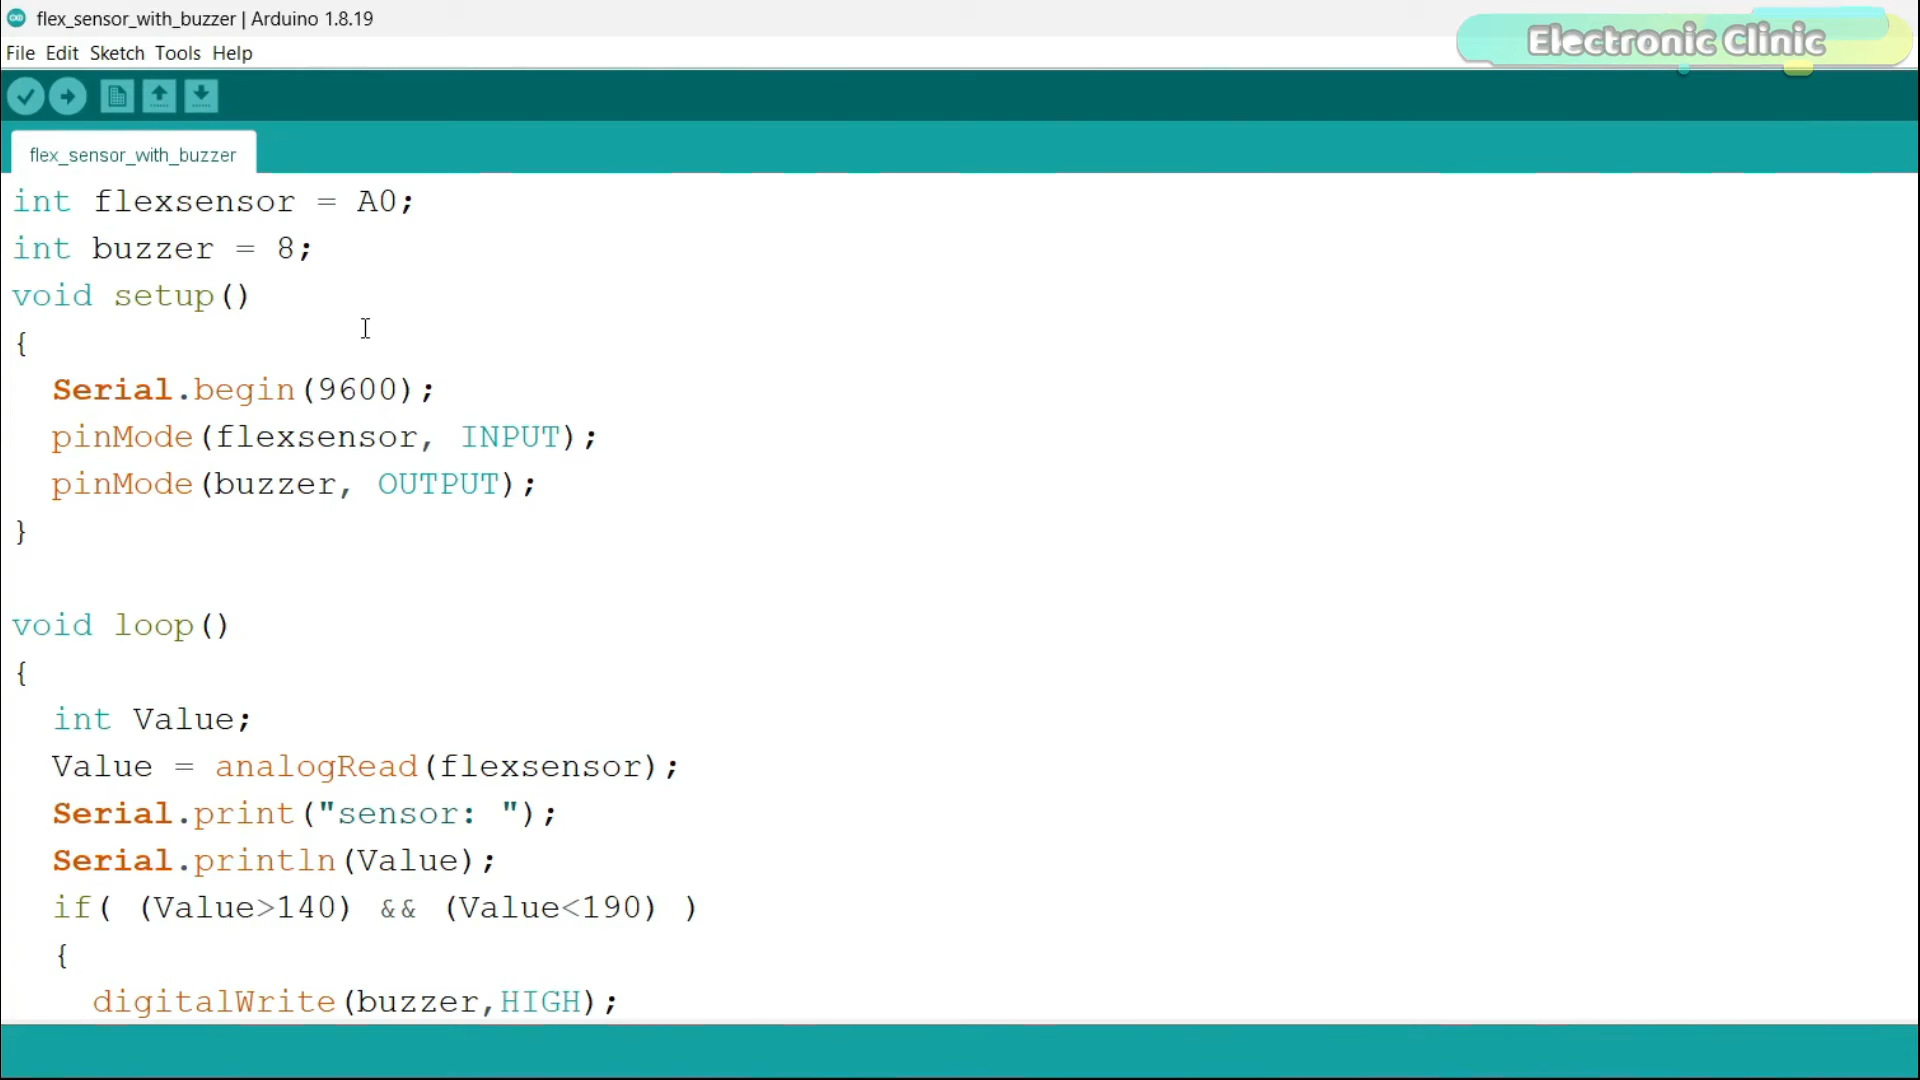 flex_sensor_with_buzzer | Arduino 1.8.19
Electronic Clinic
File Edit Sketch Tools Help
flex_sensor_with_buzzer
int flexsensor = A0;
int buzzer = 8;
void setup()
{
  Serial.begin(9600);
  pinMode(flexsensor, INPUT);
  pinMode(buzzer, OUTPUT);
}

void loop()
{
  int Value;
  Value = analogRead(flexsensor);
  Serial.print("sensor: ");
  Serial.println(Value);
  if( (Value>140) && (Value<190) )
  {
    digitalWrite(buzzer,HIGH);